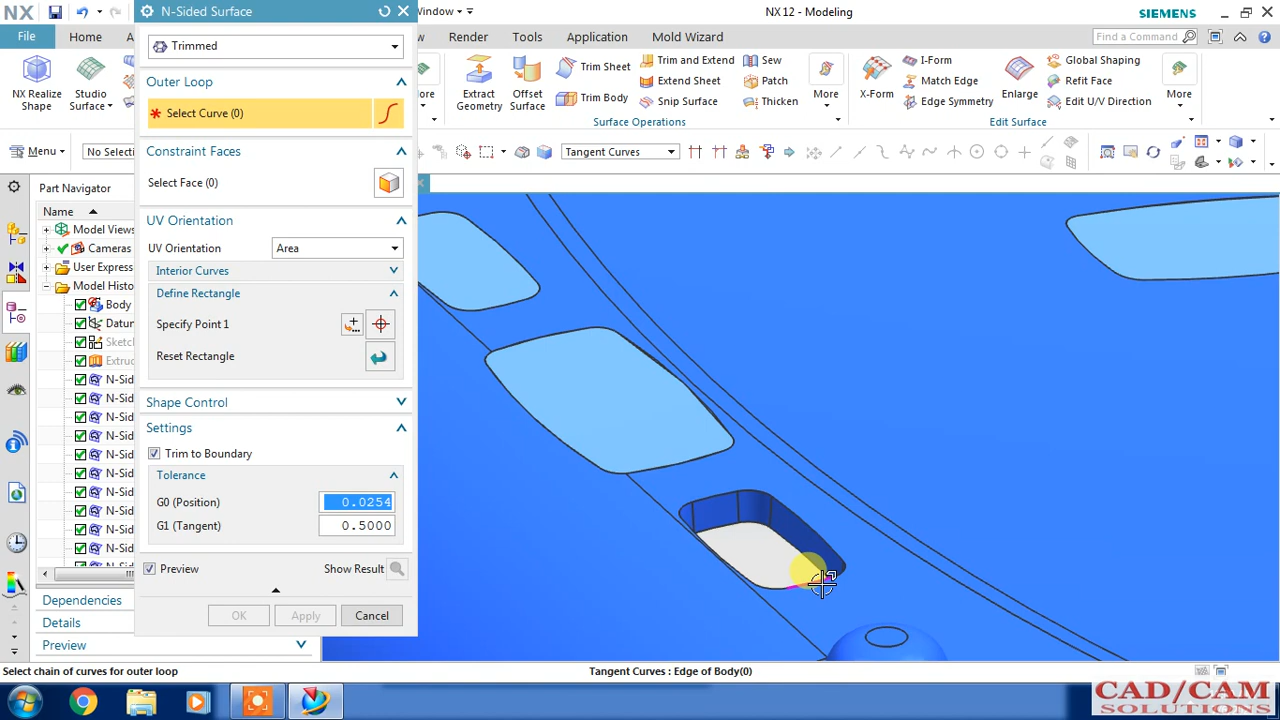 NX
N-Sided Surface
Window
NX12 - Modeling
SIEMENS
Trimmed
File
Home
Render
Tools
Application
Mold Wizard
Find a Command
Outer Loop
Select Curve (0)
NX Realize
Shape
Studio
Surface
More
Extract
Geometry
Offset
Surface
Trim Sheet
Trim Body
Trim and Extend
Extend Sheet
Snip Surface
Sew
Patch
Thicken
More
X-Form
I-Form
Match Edge
Edge Symmetry
Enlarge
Global Shaping
Refit Face
Edit U/V Direction
More
Surface Operations
Edit Surface
Menu
No Selecti
Constraint Faces
Tangent Curves
Select Face (0)
Part Navigator
Name
UV Orientation
UV Orientation
Area
Interior Curves
Define Rectangle
Specify Point 1
Reset Rectangle
Shape Control
Settings
Trim to Boundary
Tolerance
G0 (Position)
0.0254
G1 (Tangent)
0.5000
Preview
Show Result
OK
Apply
Cancel
Model Views
Cameras
User Express
Model Histo
Body
Datun
Sketch
Extruc
N-Sid
N-Sid
N-Sid
N-Sid
N-Sid
N-Sid
N-Sid
N-Sid
N-Sid
N-Sid
Dependencies
Details
Preview
Select chain of curves for outer loop
Tangent Curves : Edge of Body(0)
CAD/CAM
SOLUTIONS